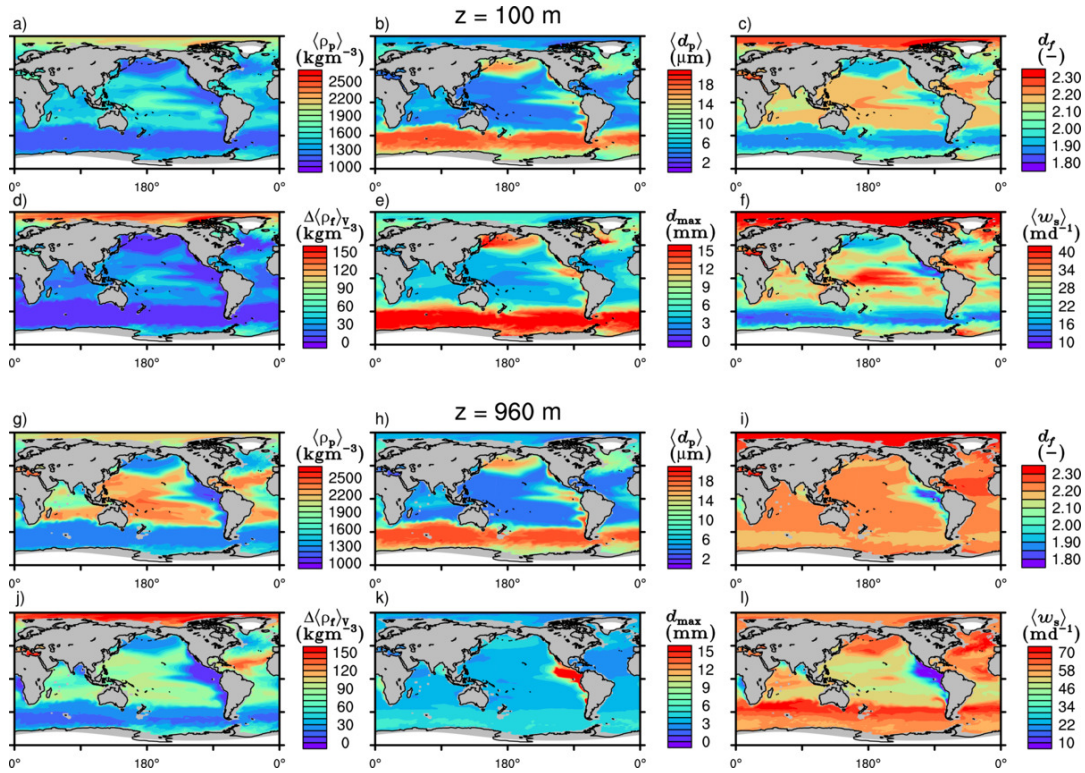 z = 100 m
a) ⟨ρp⟩ (kgm⁻³) 2500 2200 1900 1600 1300 1000
b) ⟨dp⟩ (μm) 18 14 10 6 2
c) df (−) 2.30 2.20 2.10 2.00 1.90 1.80
0° 180° 0° 0° 180° 0° 0° 180° 0°
d) Δ⟨ρf⟩V (kgm⁻³) 150 120 90 60 30 0
e) dmax (mm) 15 12 9 6 3 0
f) ⟨ws⟩ (md⁻¹) 40 34 28 22 16 10
0° 180° 0° 0° 180° 0° 0° 180° 0°
z = 960 m
g) ⟨ρp⟩ (kgm⁻³) 2500 2200 1900 1600 1300 1000
h) ⟨dp⟩ (μm) 18 14 10 6 2
i) df (−) 2.30 2.20 2.10 2.00 1.90 1.80
0° 180° 0° 0° 180° 0° 0° 180° 0°
j) Δ⟨ρf⟩V (kgm⁻³) 150 120 90 60 30 0
k) dmax (mm) 15 12 9 6 3 0
l) ⟨ws⟩ (md⁻¹) 70 58 46 34 22 10
0° 180° 0° 0° 180° 0° 0° 180° 0°